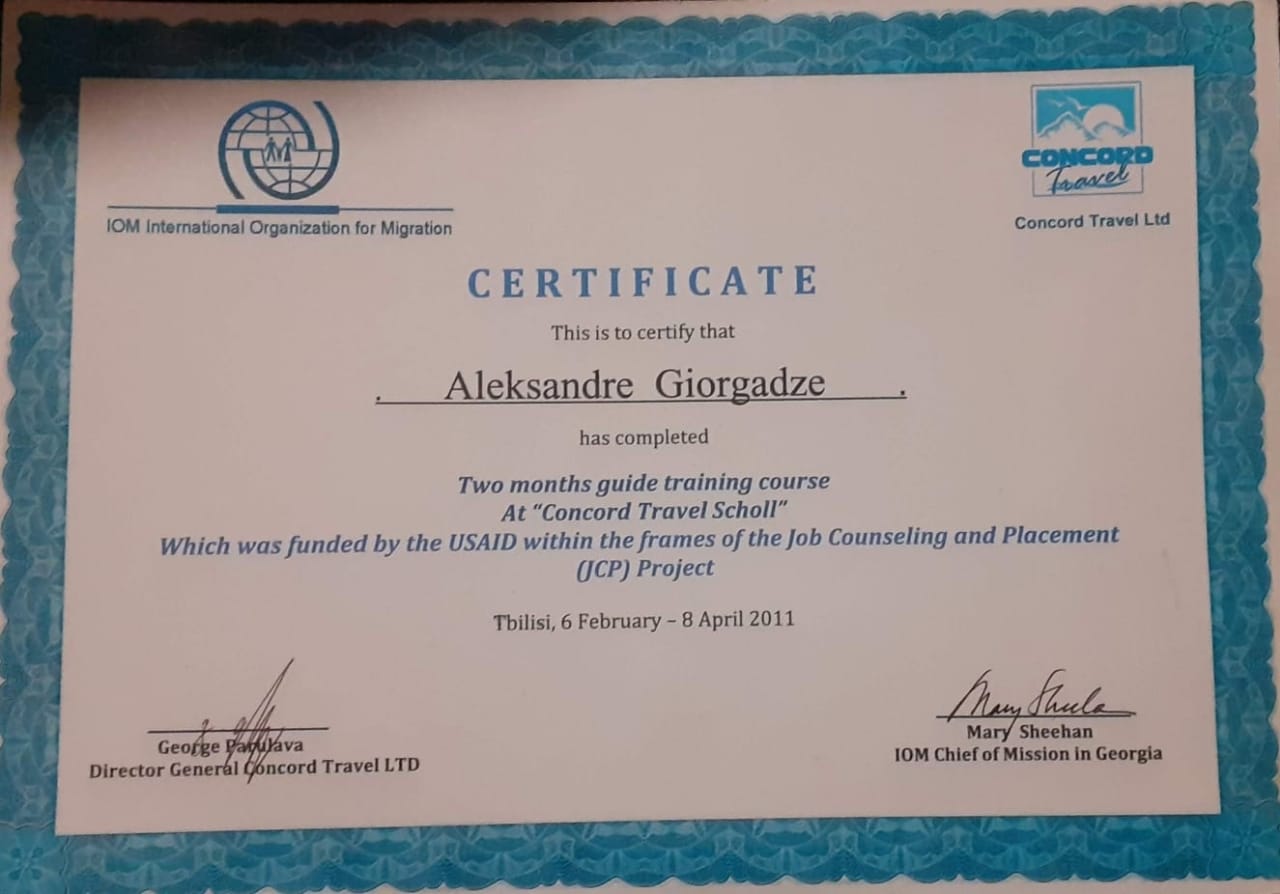 IOM International Organization for Migration
CONCORD
Travel
Concord Travel Ltd
CERTIFICATE
This is to certify that
. Aleksandre Giorgadze .
has completed
Two months guide training course
At “Concord Travel Scholl”
Which was funded by the USAID within the frames of the Job Counseling and Placement
(JCP) Project
Tbilisi, 6 February – 8 April 2011
George
Director General Concord Travel LTD
Mary Sheehan
IOM Chief of Mission in Georgia